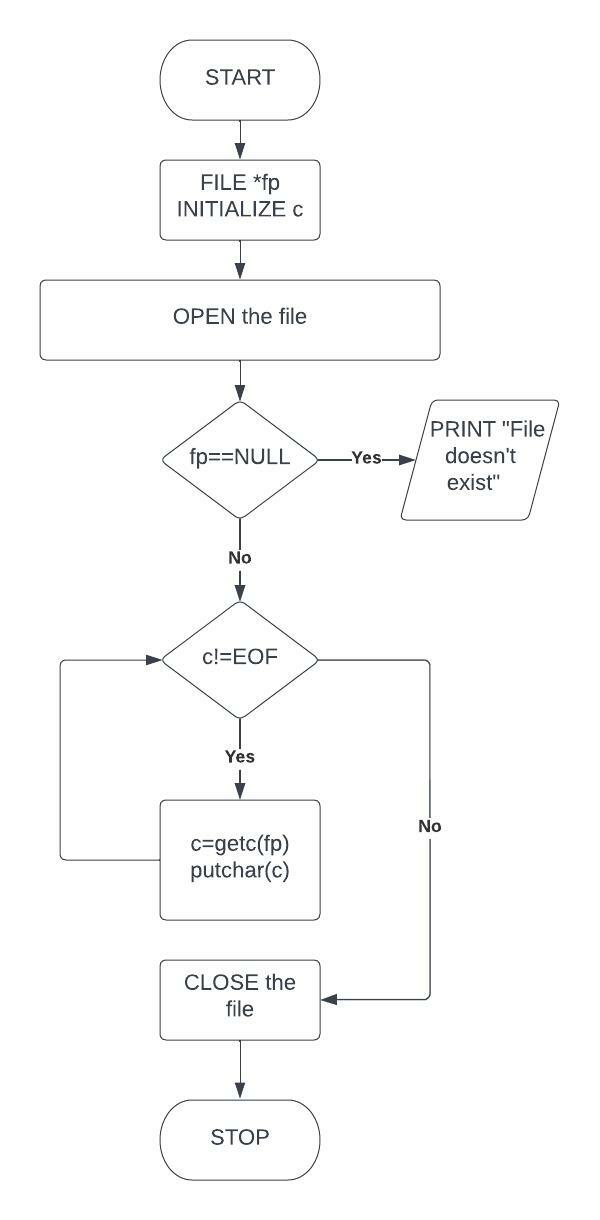 START
FILE *fp
INITIALIZE c
OPEN the file
fp==NULL
Yes
PRINT "File
doesn't
exist"
No
c!=EOF
Yes
No
c=getc(fp)
putchar(c)
CLOSE the
file
STOP